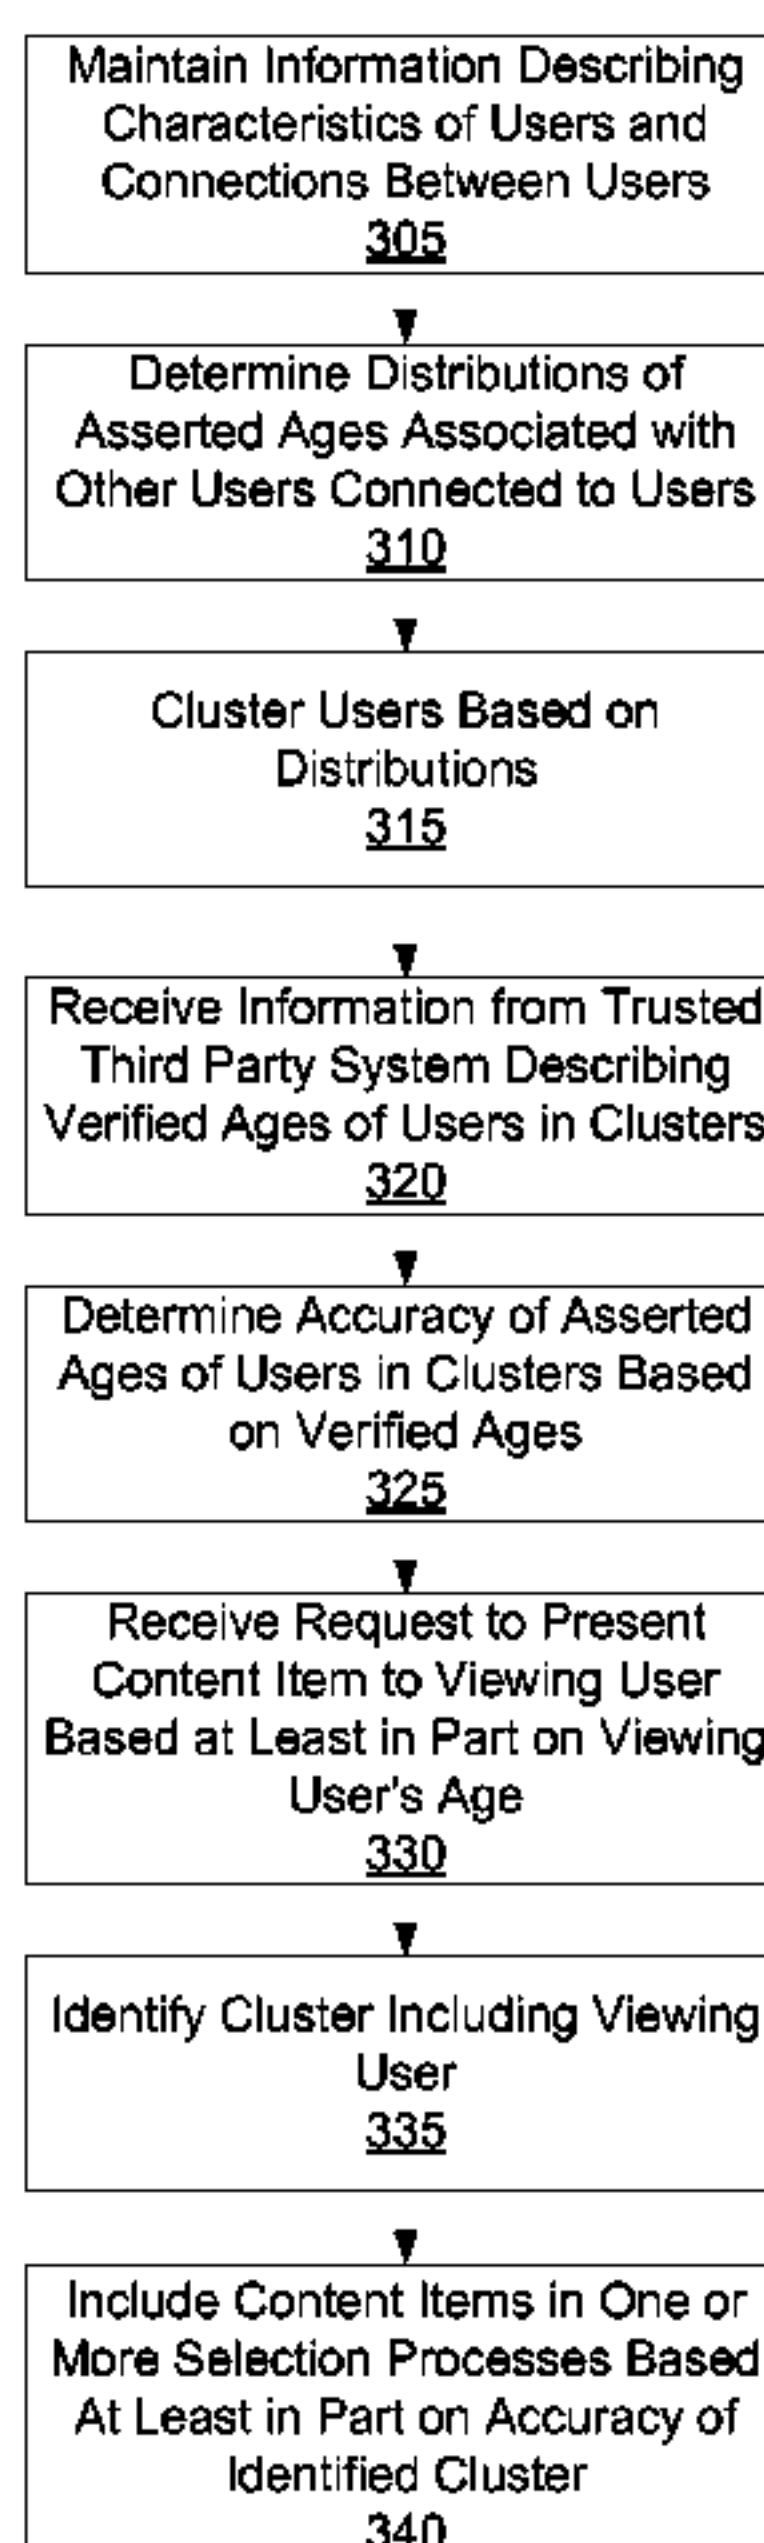 Maintain Information Describing
Characteristics of Users and
Connections Between Users
305
Determine Distributions of
Asserted Ages Associated with
Other Users Connected to Users
310
Cluster Users Based on
Distributions
315
Receive Information from Trusted
Third Party System Describing
Verified Ages of Users in Clusters
320
Determine Accuracy of Asserted
Ages of Users in Clusters Based
on Verified Ages
325
Receive Request to Present
Content Item to Viewing User
Based at Least in Part on Viewing
User's Age
330
Identify Cluster Including Viewing
User
335
Include Content Items in One or
More Selection Processes Based
At Least in Part on Accuracy of
Identified Cluster
340